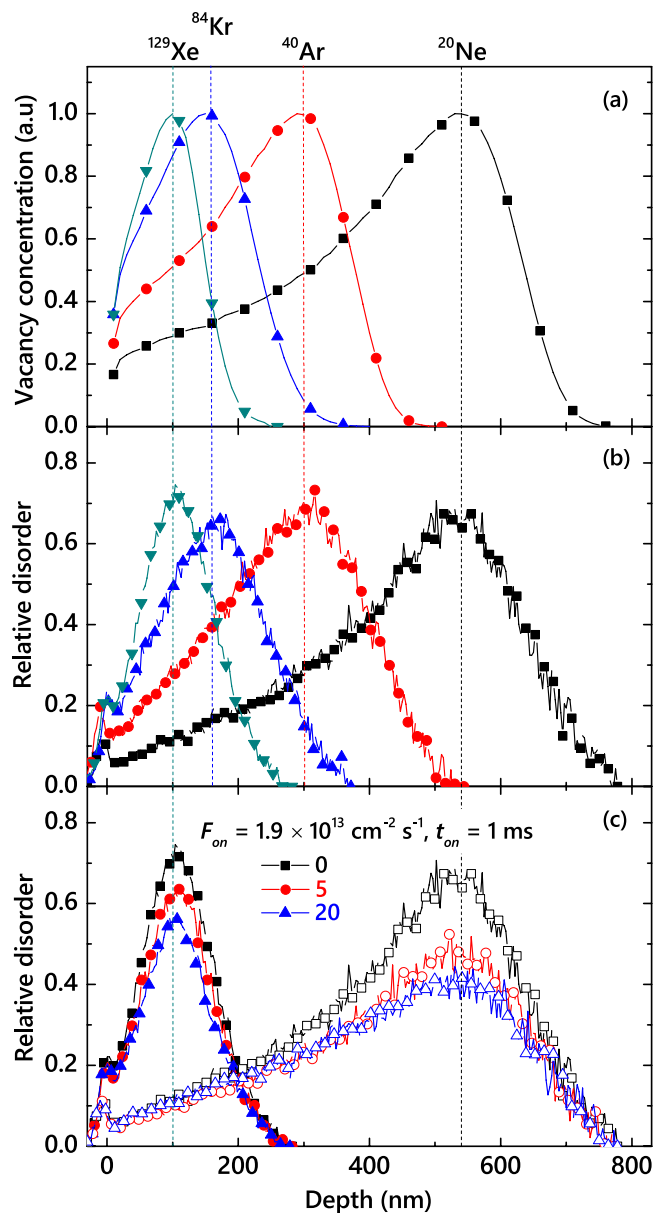 ⁸⁴Kr
¹²⁹Xe ⁴⁰Ar ²⁰Ne
(a)
Vacancy concentration (a.u)
1.0
0.8
0.6
0.4
0.2
0.0
(b)
Relative disorder
0.8
0.6
0.4
0.2
0.0
(c)
F_on = 1.9 × 10¹³ cm⁻² s⁻¹, t_on = 1 ms
0
5
20
Relative disorder
0.8
0.6
0.4
0.2
0.0
0 200 400 600 800
Depth (nm)